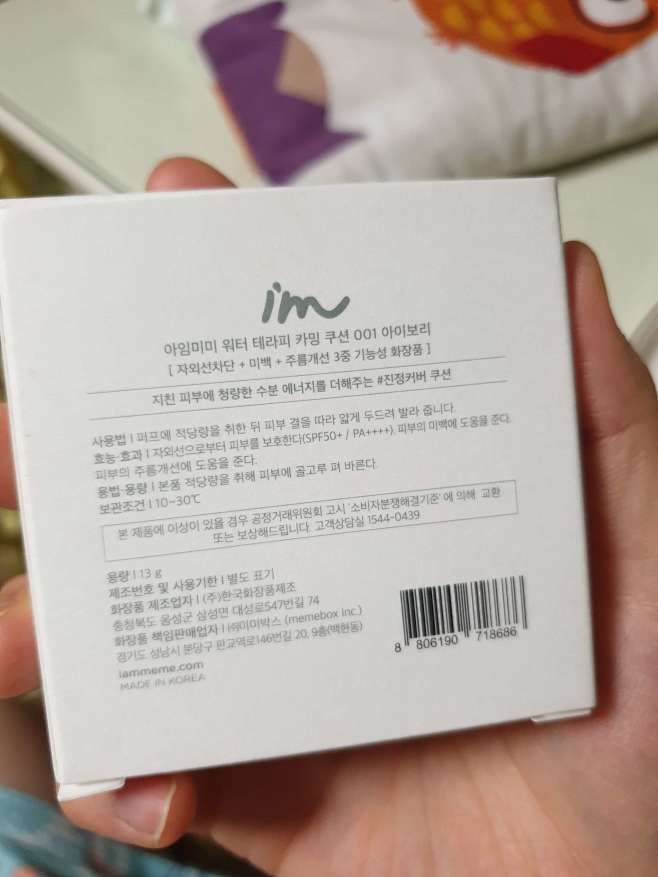 i'm
아임미미 워터 테라피 카밍 쿠션 001 아이보리
[ 자외선차단 + 미백 + 주름개선 3중 기능성 화장품 ]
지친 피부에 청량한 수분 에너지를 더해주는 #진정커버 쿠션
사용법 | 퍼프에 적당량을 취한 뒤 피부 결을 따라 얇게 두드려 발라 줍니다.
효능·효과 | 자외선으로부터 피부를 보호한다(SPF50+ / PA++++). 피부의 미백에 도움을 준다.
피부의 주름개선에 도움을 준다.
용법·용량 | 본품 적당량을 취해 피부에 골고루 펴 바른다.
보관조건 | 10~30℃
본 제품에 이상이 있을 경우 공정거래위원회 고시 '소비자분쟁해결기준' 에 의해 교환
또는 보상해드립니다. 고객상담실 1544-0439
용량 | 13 g
제조번호 및 사용기한 | 별도 표기
화장품 제조업자 | (주)한국화장품제조
충청북도 음성군 삼성면 대성로547번길 74
화장품 책임판매업자 | ㈜미미박스 (memebox inc.)
경기도 성남시 분당구 판교역로146번길 20, 9층(백현동)
iammeme.com
MADE IN KOREA
8 806190 718686